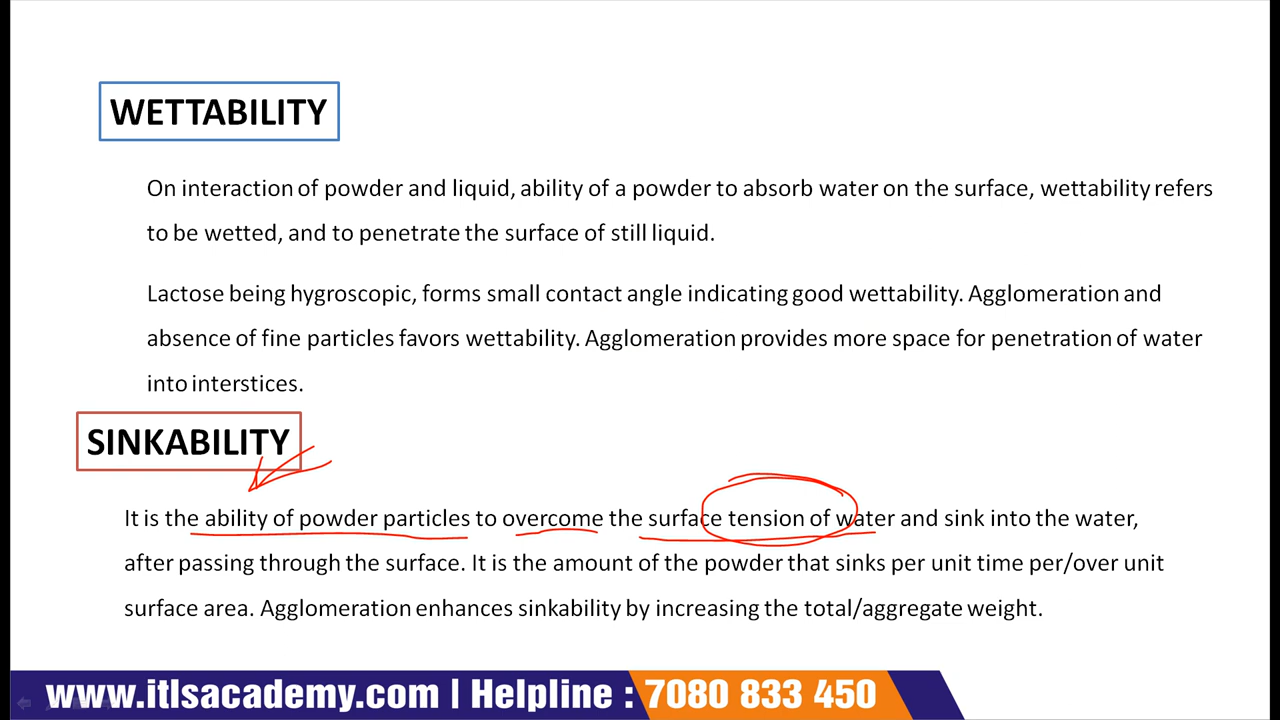 WETTABILITY
On interaction of powder and liquid, ability of a powder to absorb water on the surface, wettability refers
to be wetted, and to penetrate the surface of still liquid.
Lactose being hygroscopic, forms small contact angle indicating good wettability. Agglomeration and
absence of fine particles favors wettability. Agglomeration provides more space for penetration of water
into interstices.
SINKABILITY
It is the ability of powder particles to overcome the surface tension of water and sink into the water,
after passing through the surface. It is the amount of the powder that sinks per unit time per/over unit
surface area. Agglomeration enhances sinkability by increasing the total/aggregate weight.
www.itlsacademy.com | Helpline : 7080 833 450